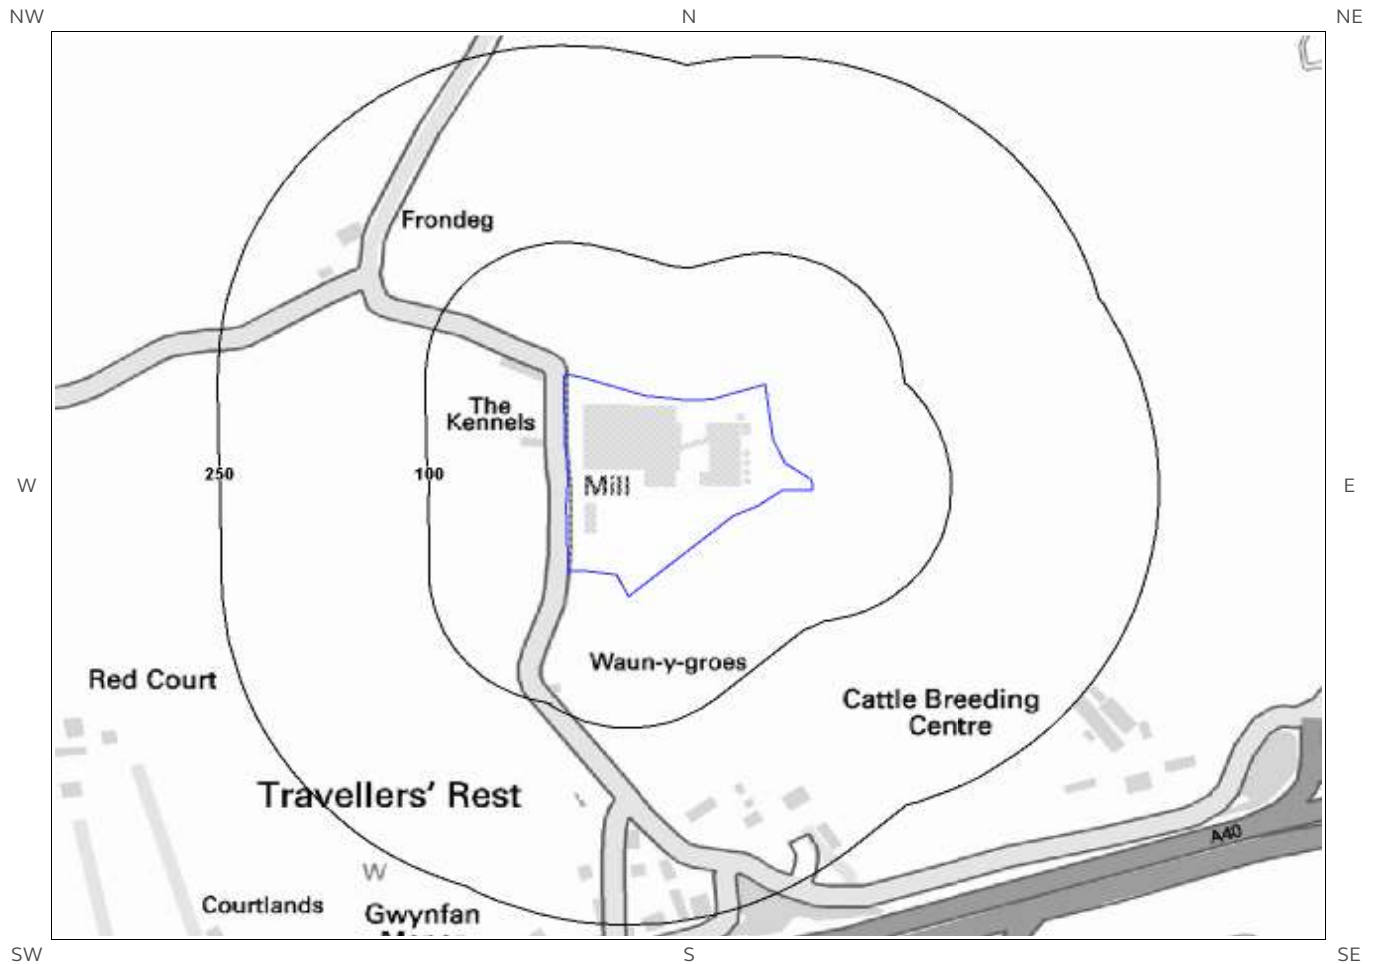 NW
N
NE
Frondeg
The
Kennels
250
100
W
Mill
E
Waun-y-groes
Red Court
Cattle Breeding
Centre
Travellers' Rest
A40
W
Courtlands
Gwynfan
SW
S
SE